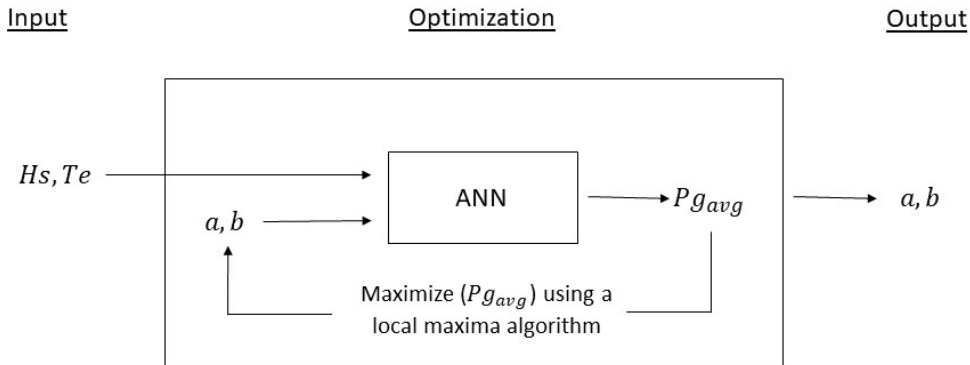 Input Optimization Output
Hs, Te
a, b
ANN
Pg_avg
a, b
Maximize (Pg_avg) using a
local maxima algorithm